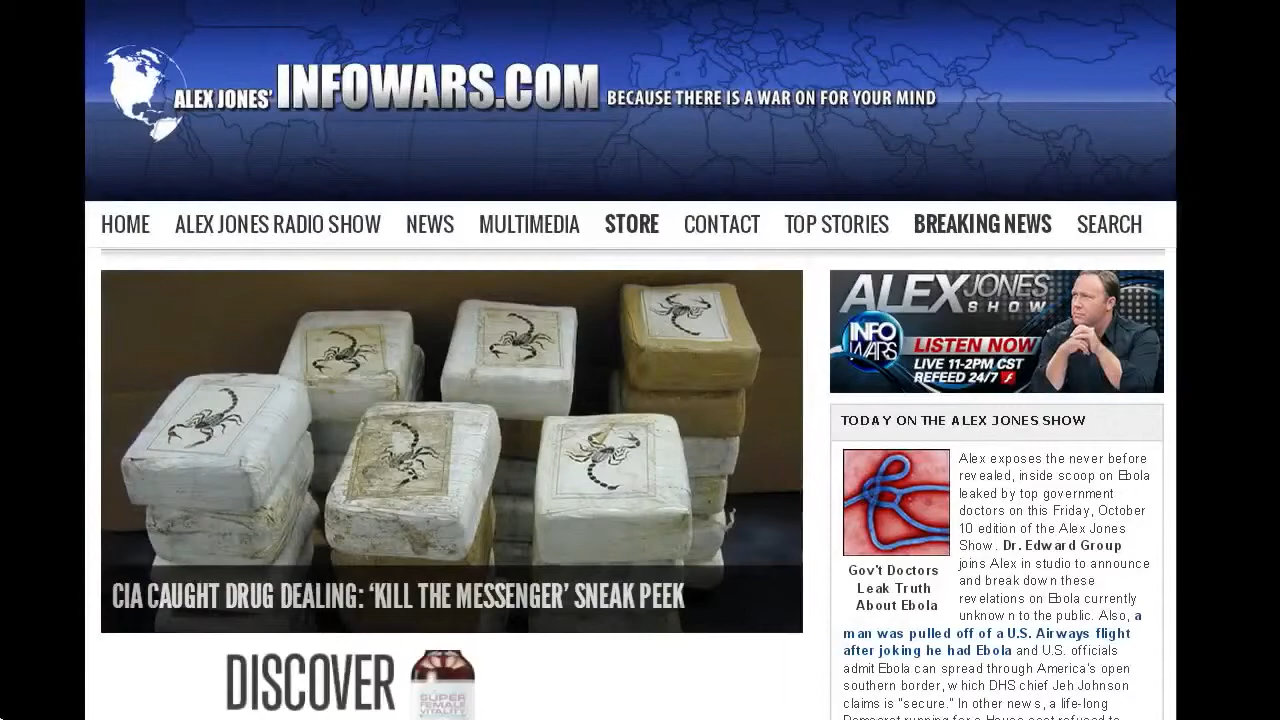 ALEX JONES' INFOWARS.COM BECAUSE THERE IS A WAR ON FOR YOUR MIND
HOME ALEX JONES RADIO SHOW NEWS MULTIMEDIA STORE CONTACT TOP STORIES BREAKING NEWS SEARCH
CIA CAUGHT DRUG DEALING: ‘KILL THE MESSENGER’ SNEAK PEEK
DISCOVER
SUPER
FEMALE
VITALITY
ALEX JONES
SHOW
INFO
WARS
LISTEN NOW
LIVE 11-2PM CST
REFEED 24/7
TODAY ON THE ALEX JONES SHOW
Gov't Doctors
Leak Truth
About Ebola
Alex exposes the never before
revealed, inside scoop on Ebola
leaked by top government
doctors on this Friday, October
10 edition of the Alex Jones
Show. Dr. Edward Group
joins Alex in studio to announce
and break down these
revelations on Ebola currently
unknown to the public. Also, a
man was pulled off of a U.S. Airways flight
after joking he had Ebola and U.S. officials
admit Ebola can spread through America's open
southern border, which DHS chief Jeh Johnson
claims is "secure." In other news, a life-long
Democrat running for a House seat refused to